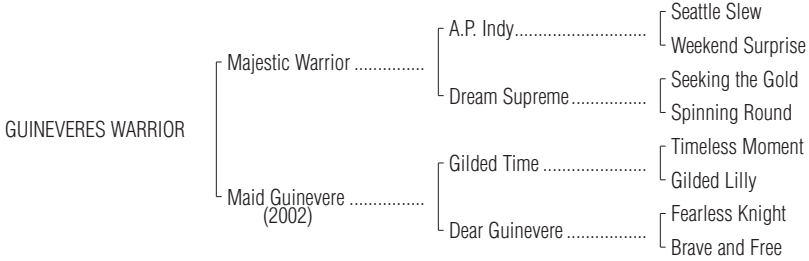 Seattle Slew
A.P. Indy..........................
Weekend Surprise
Majestic Warrior ..............
Seeking the Gold
Dream Supreme...............
Spinning Round
GUINEVERES WARRIOR
Timeless Moment
Gilded Time .....................
Gilded Lilly
Maid Guinevere ...............
(2002)
Fearless Knight
Dear Guinevere ................
Brave and Free